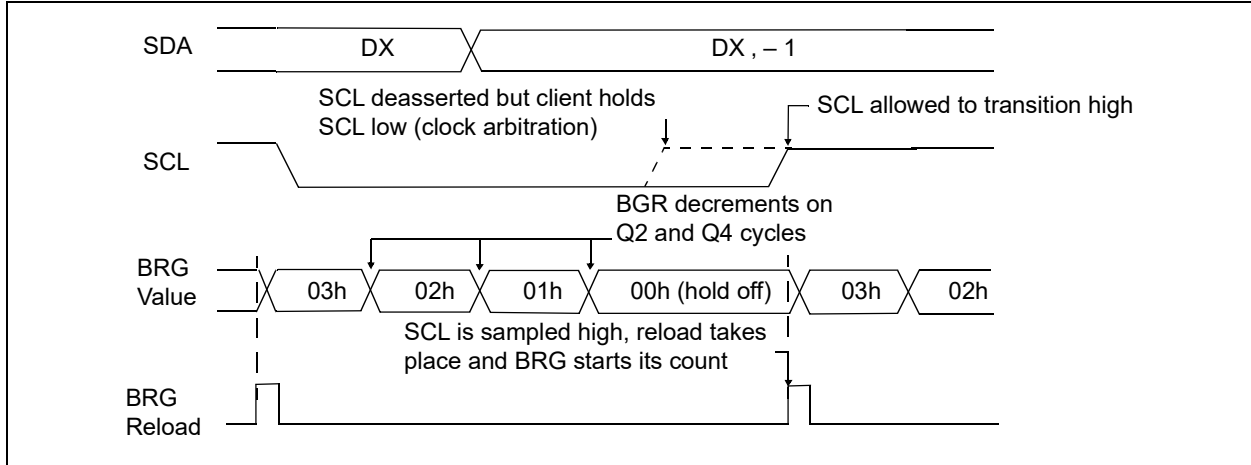 SDA
DX
DX , – 1
SCL deasserted but client holds
SCL low (clock arbitration)
SCL allowed to transition high
SCL
BGR decrements on
Q2 and Q4 cycles
BRG
Value
03h
02h
01h
00h (hold off)
03h
02h
SCL is sampled high, reload takes
place and BRG starts its count
BRG
Reload